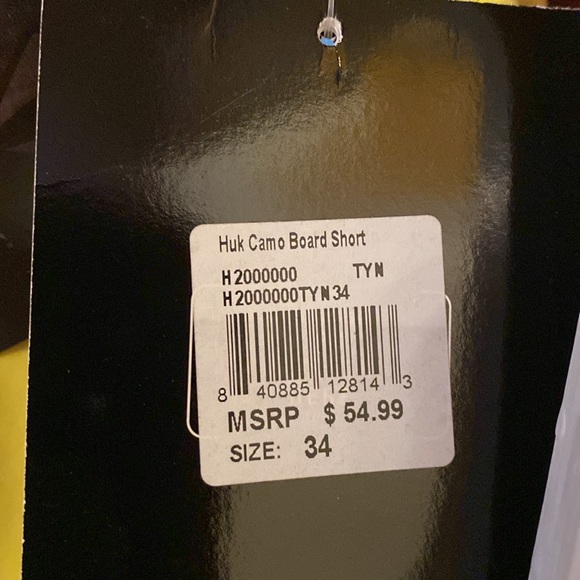 Huk Camo Board Short
H2000000 TYN
H2000000TYN34
8 40885 12814 3
MSRP $ 54.99
SIZE: 34